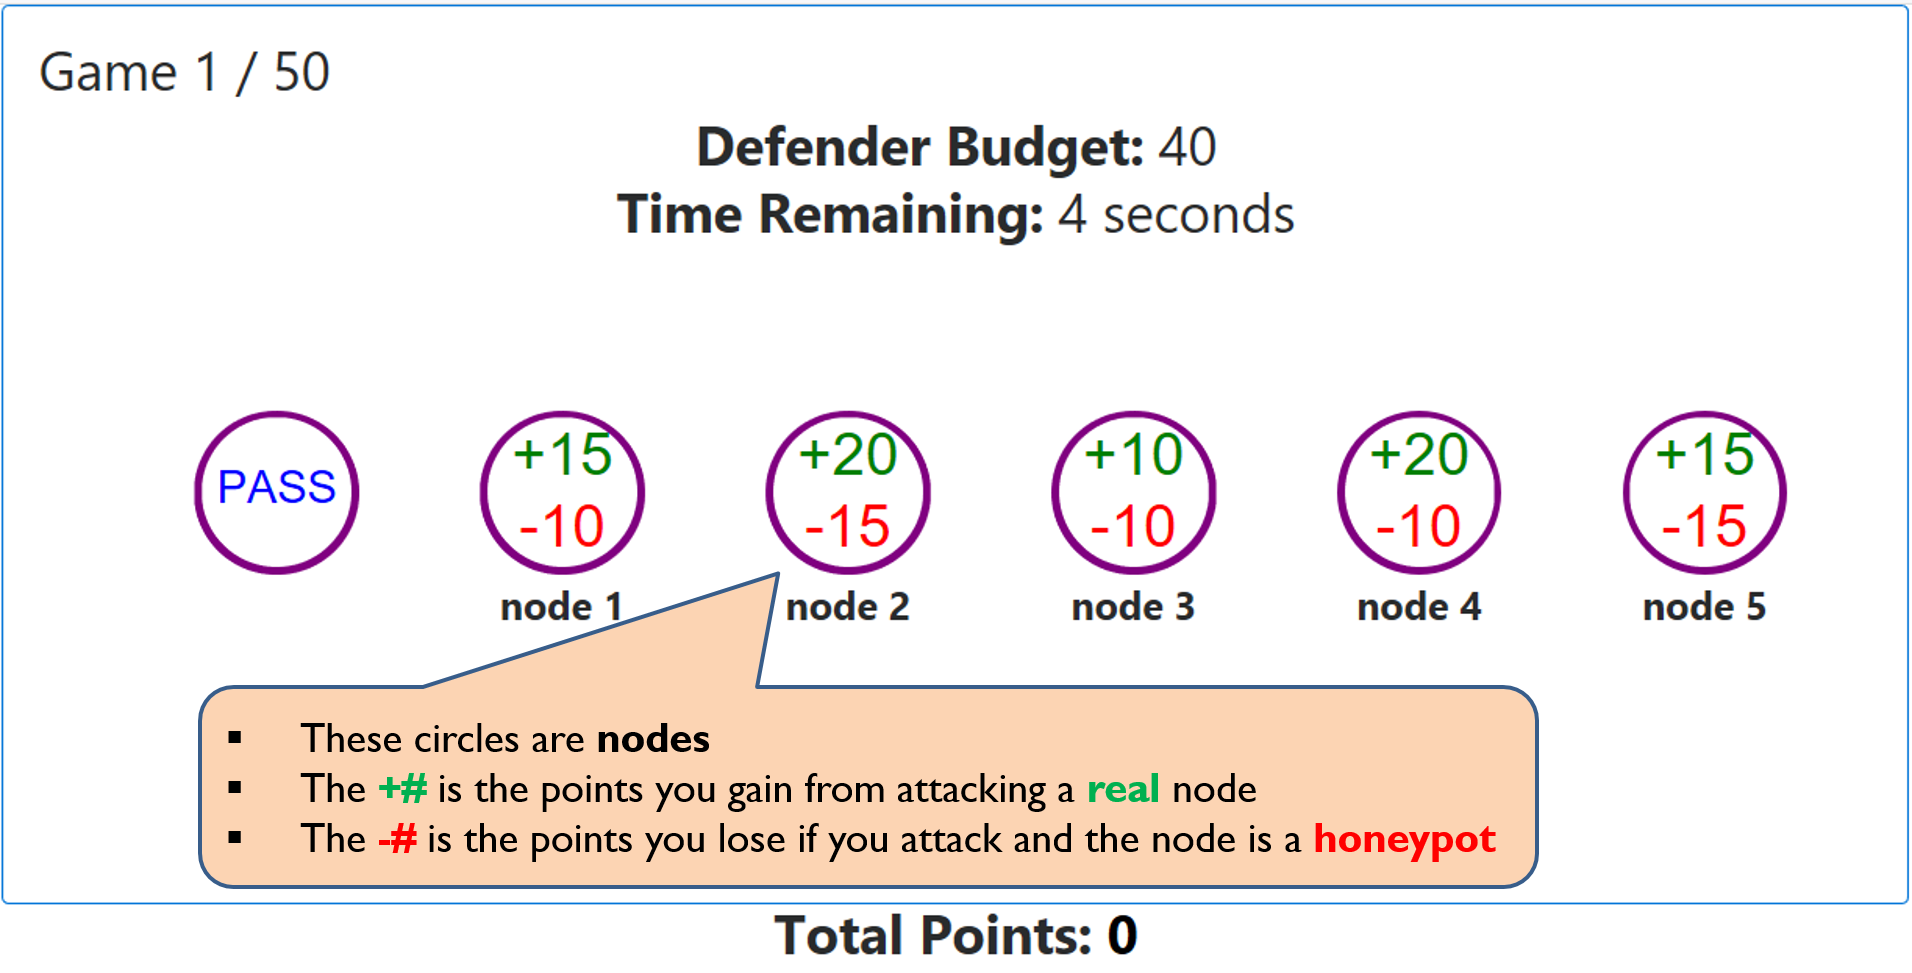 Game 1 / 50
Defender Budget: 40
Time Remaining: 4 seconds
PASS
+15
-10
node 1
+20
-15
node 2
+10
-10
node 3
+20
-10
node 4
+15
-15
node 5
▪ These circles are nodes
▪ The +# is the points you gain from attacking a real node
▪ The -# is the points you lose if you attack and the node is a honeypot
Total Points: 0